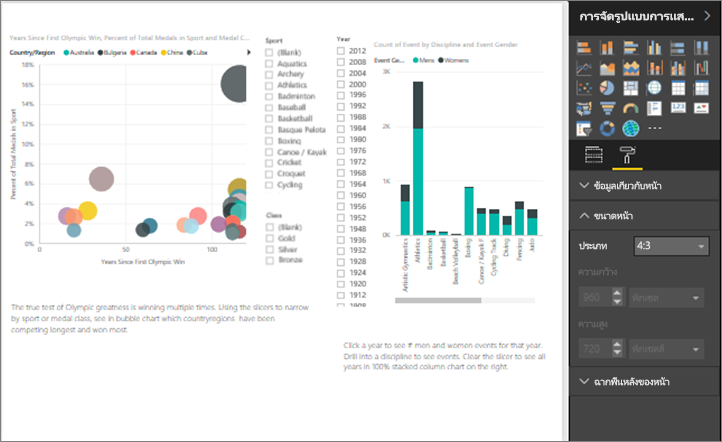 Years Since First Olympic Win, Percent of Total Medals in Sport and Medal C...
Country/Region Australia Bulgaria Canada China Cuba
Percent of Total Medals in Sport
18%
16%
14%
12%
10%
8%
6%
4%
2%
0%
0 50 100
Years Since First Olympic Win
The true test of Olympic greatness is winning multiple times. Using the slicers to narrow
by sport or medal class, see in bubble chart which countryregions have been
competing longest and won most.
Sport
(Blank)
Aquatics
Archery
Athletics
Badminton
Baseball
Basketball
Basque Pelota
Boxing
Canoe / Kayak
Cricket
Croquet
Cycling
Class
(Blank)
Gold
Silver
Bronze
Year
2012
2008
2004
2000
1996
1992
1988
1984
1980
1976
1972
1968
1964
1960
1956
1952
1948
1936
1932
1928
1924
1920
1912
1908
Count of Event by Discipline and Event Gender
Event Ge... Mens Womens
3K
2K
1K
0K
Artistic Gymnastics
Athletics
Badminton
Basketball
Beach Volleyball
Boxing
Canoe / Kayak F
Cycling Track
Diving
Fencing
Judo
Click a year to see # men and women events for that year.
Drill into a discipline to see events. Clear the slicer to see all
years in 100% stacked column chart on the right.
การจัดรูปแบบการแส...
ข้อมูลเกี่ยวกับหน้า
ขนาดหน้า
ประเภท 4:3
ความกว้าง
960 พิกเซล
ความสูง
720 พิกเซล
ฉากพื้นหลังของหน้า